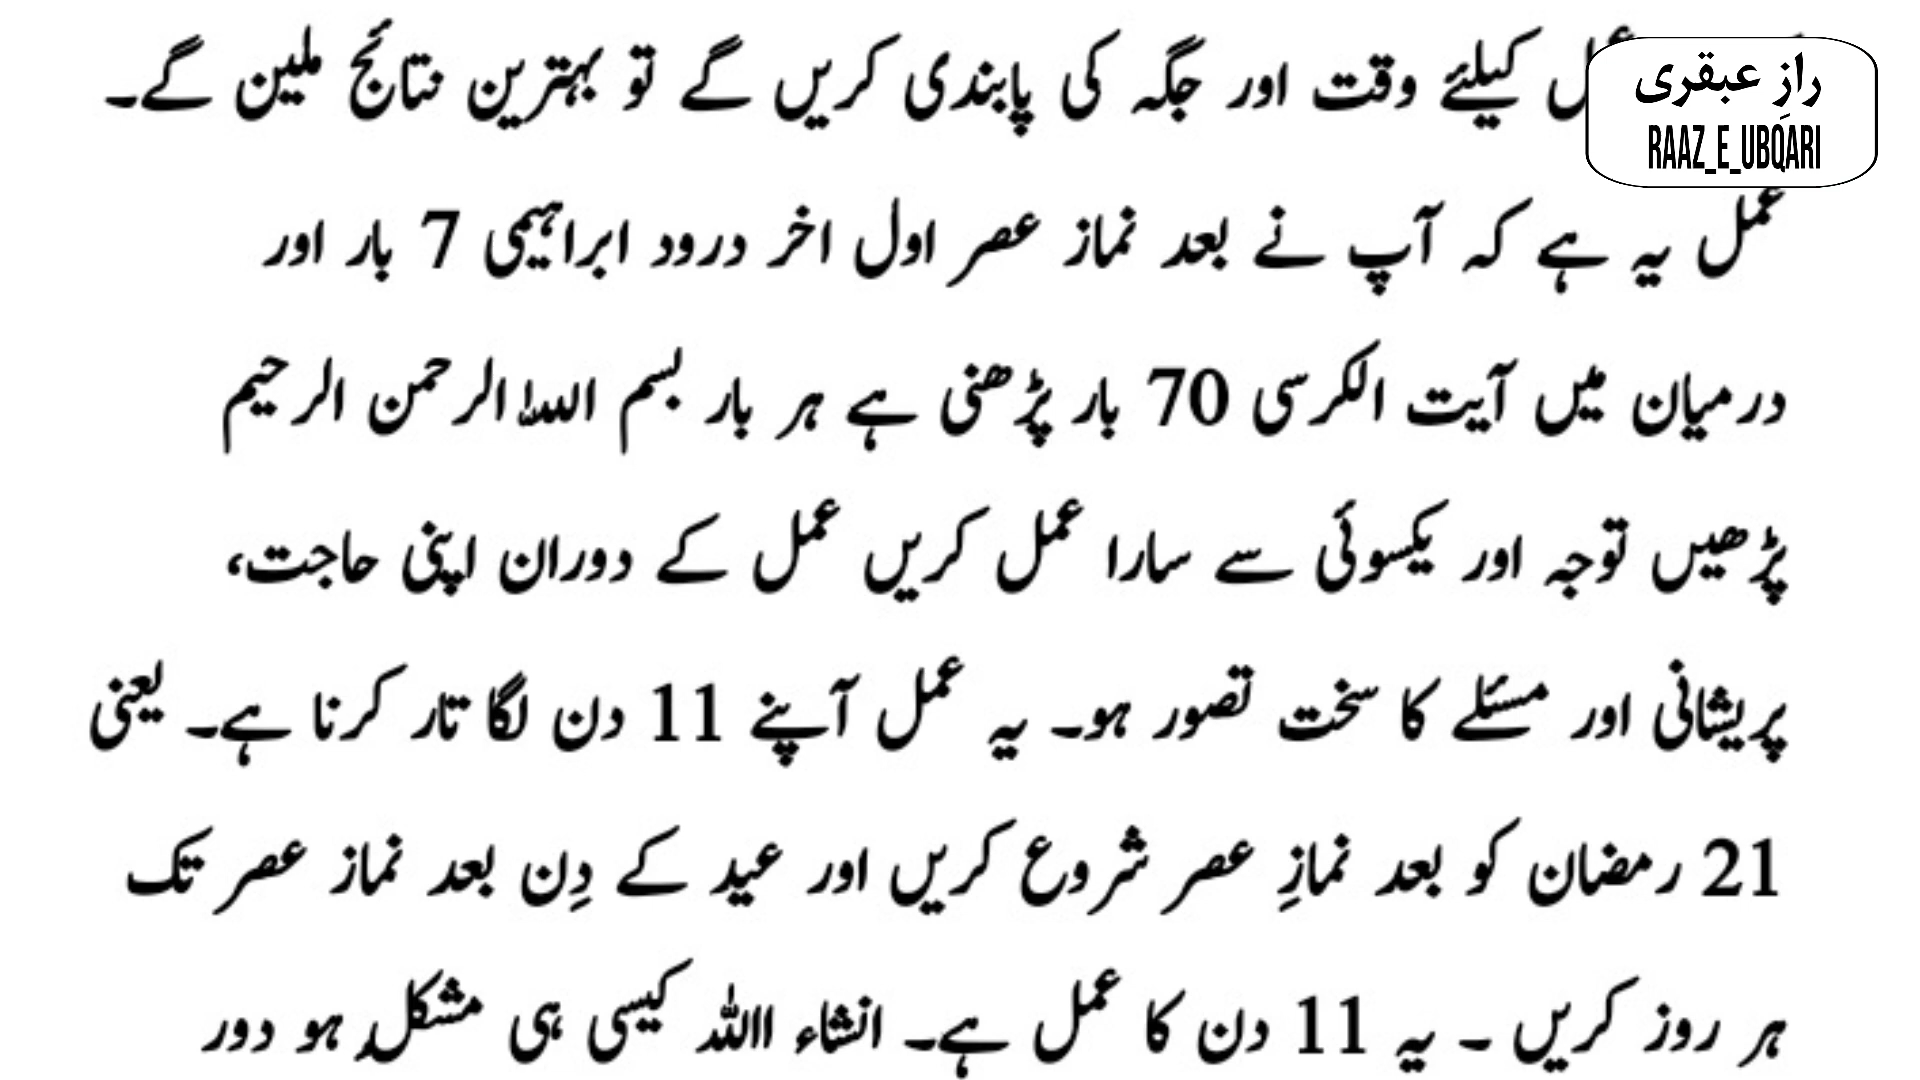 کیلئے وقت اور جگہ کی پابندی کریں گے تو بہترین نتائج ملیں گے۔
رازِ عبقری
RAAZ_E_UBQARI
عمل یہ ہے کہ آپ نے بعد نماز عصر اول اخر درود ابراہیمی 7 بار اور
درمیان میں آیت الکرسی 70 بار پڑھنی ہے ہر بار بسم اللہ الرحمن الرحیم
پڑھیں توجہ اور یکسوئی سے سارا عمل کریں عمل کے دوران اپنی حاجت،
پریشانی اور مسئلے کا سخت تصور ہو۔ یہ عمل آپنے 11 دن لگا تار کرنا ہے۔ یعنی
21 رمضان کو بعد نمازِ عصر شروع کریں اور عید کے دِن بعد نماز عصر تک
ہر روز کریں ۔ یہ 11 دن کا عمل ہے۔ انشاء اللہ کیسی ہی مشکل ہو دور